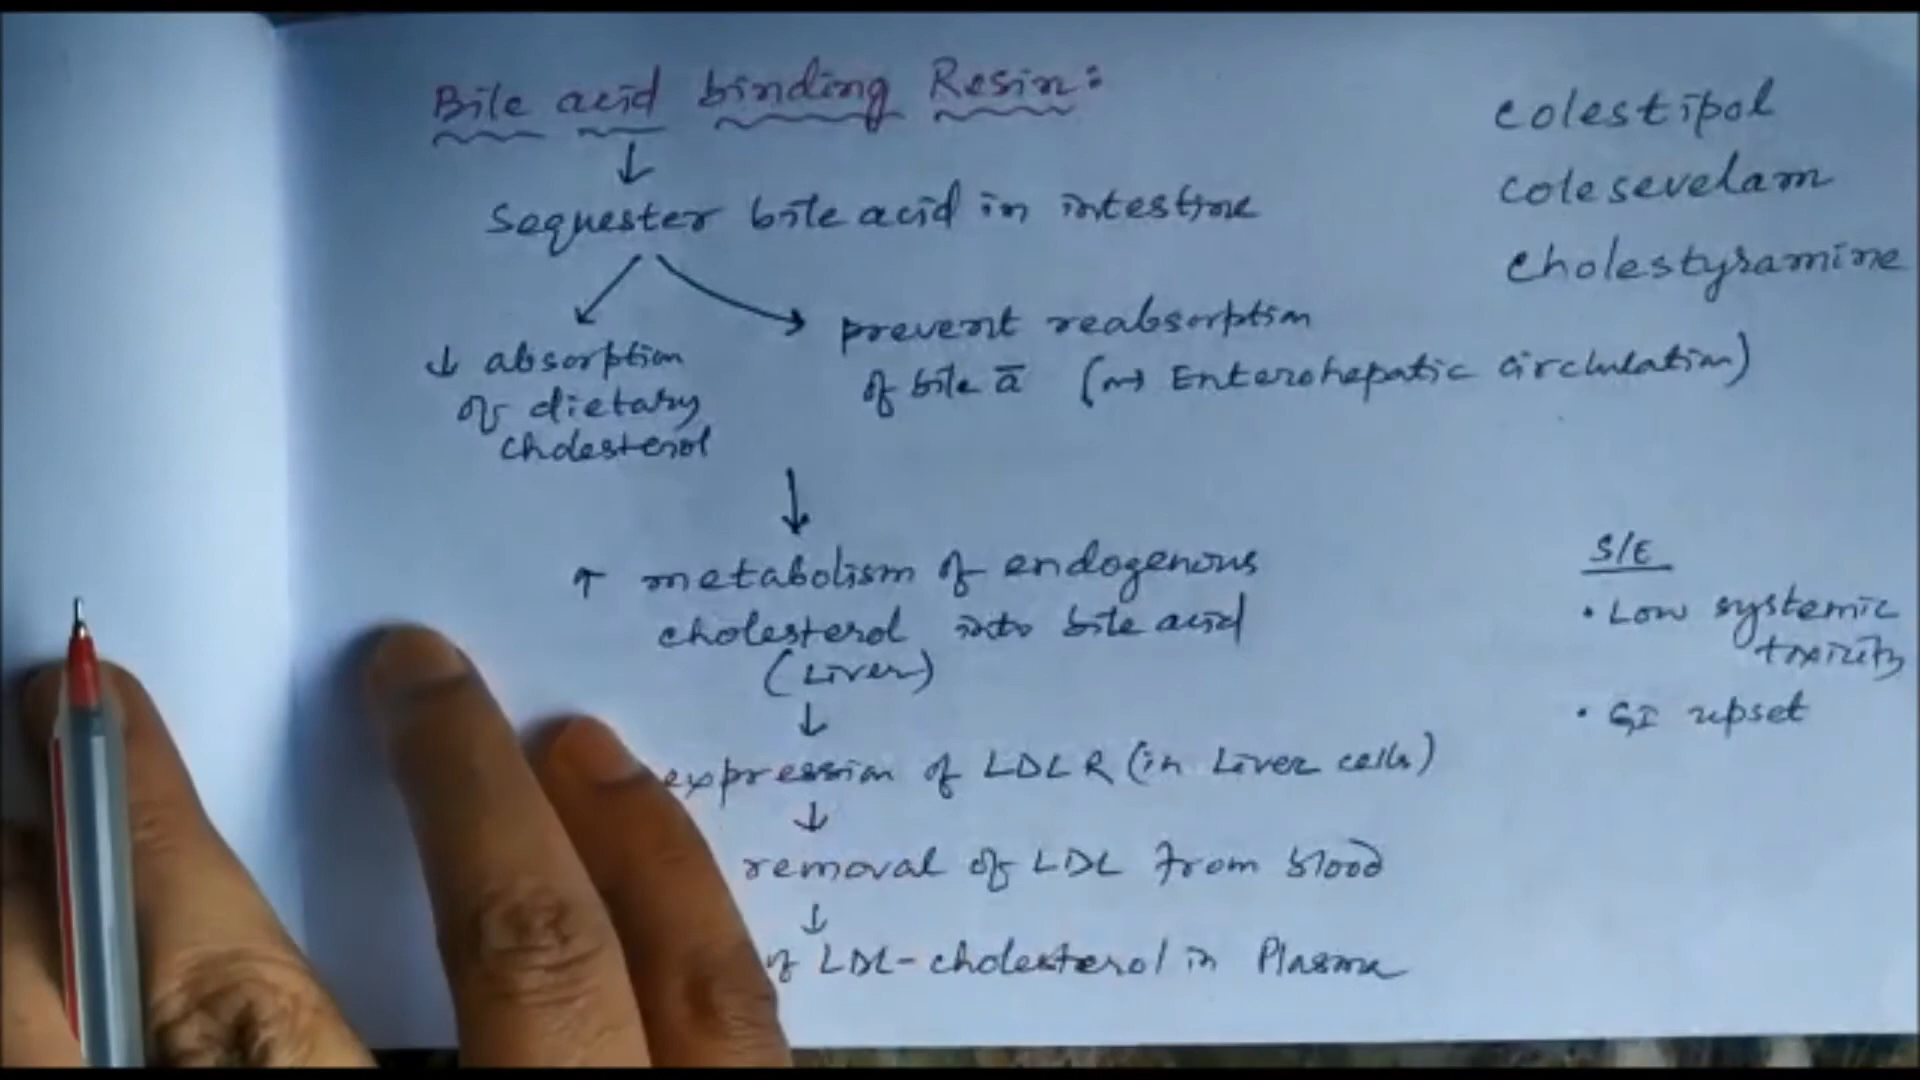 Bile acid binding Resin:
↓
Sequester bile acid in intestine
↓ absorption
of dietary
cholesterol
prevent reabsorption
of bile ā (→ Enterohepatic circulation)
↓
↑ metabolism of endogenous
cholesterol into bile acid
(Liver)
↓
expression of LDLR (in Liver cells)
↓
removal of LDL from blood
↓
of LDL-cholesterol in Plasma
colestipol
colesevelam
cholestyramine
S/E
• Low systemic
toxicity
• GI upset